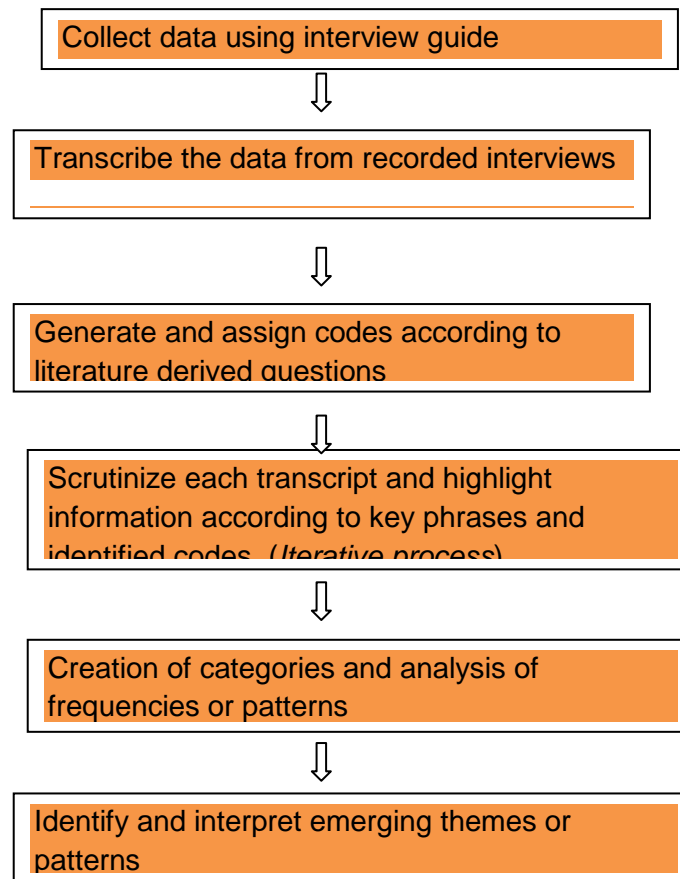 Collect data using interview guide
Transcribe the data from recorded interviews
Generate and assign codes according to
literature derived questions
Scrutinize each transcript and highlight
information according to key phrases and
identified codes. (Iterative process)
Creation of categories and analysis of
frequencies or patterns
Identify and interpret emerging themes or
patterns